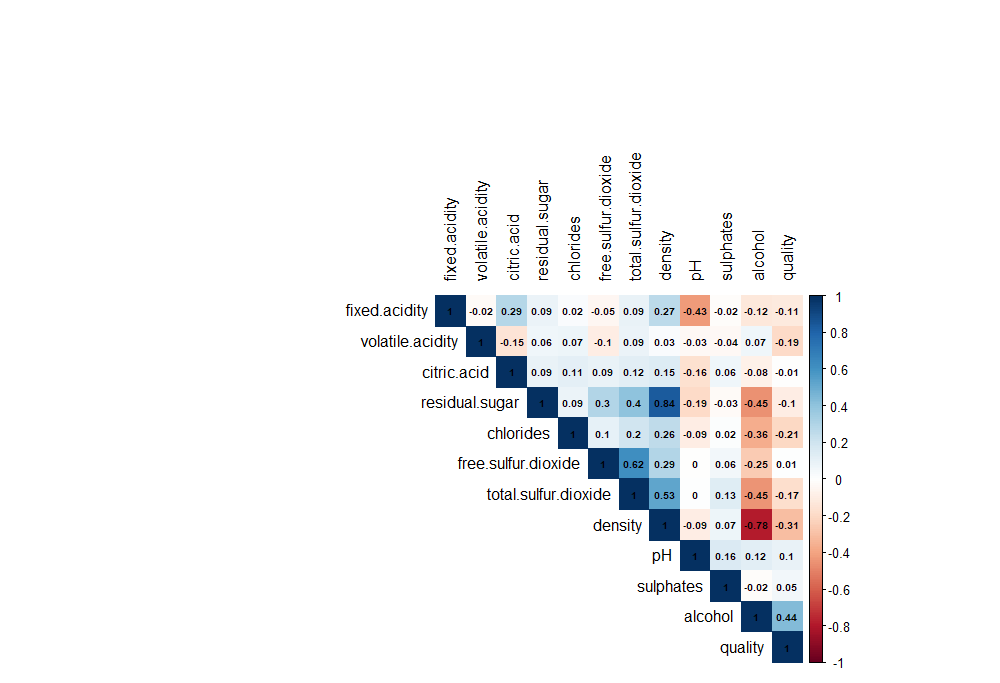 fixed.acidity volatile.acidity citric.acid residual.sugar chlorides free.sulfur.dioxide total.sulfur.dioxide density pH sulphates alcohol quality
fixed.acidity 1 -0.02 0.29 0.09 0.02 -0.05 0.09 0.27 -0.43 -0.02 -0.12 -0.11
volatile.acidity 1 -0.15 0.06 0.07 -0.1 0.09 0.03 -0.03 -0.04 0.07 -0.19
citric.acid 1 0.09 0.11 0.09 0.12 0.15 -0.16 0.06 -0.08 -0.01
residual.sugar 1 0.09 0.3 0.4 0.84 -0.19 -0.03 -0.45 -0.1
chlorides 1 0.1 0.2 0.26 -0.09 0.02 -0.36 -0.21
free.sulfur.dioxide 1 0.62 0.29 0 0.06 -0.25 0.01
total.sulfur.dioxide 1 0.53 0 0.13 -0.45 -0.17
density 1 -0.09 0.07 -0.78 -0.31
pH 1 0.16 0.12 0.1
sulphates 1 -0.02 0.05
alcohol 1 0.44
quality 1
1
0.8
0.6
0.4
0.2
0
-0.2
-0.4
-0.6
-0.8
-1